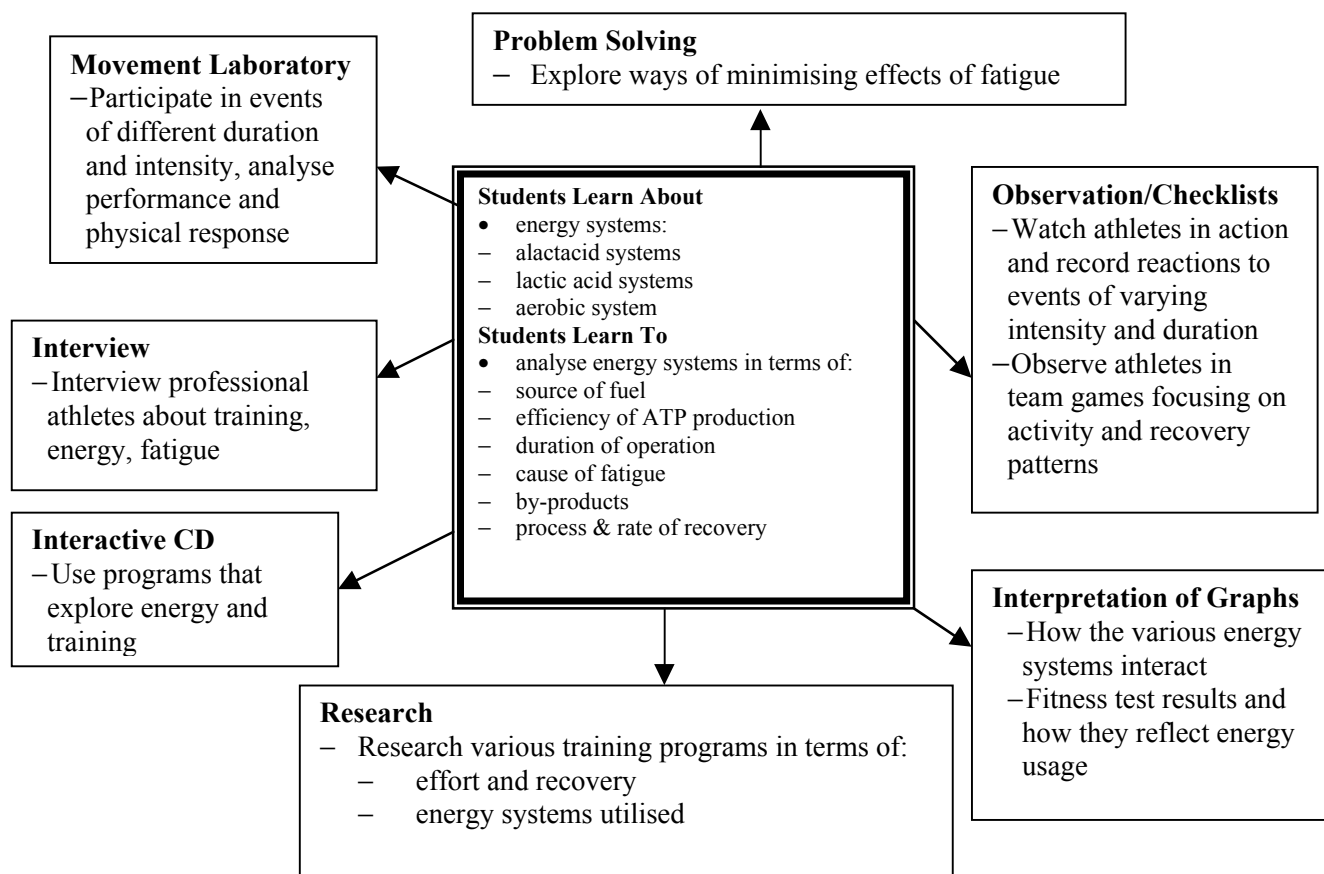 Problem Solving
– Explore ways of minimising effects of fatigue
Movement Laboratory
–Participate in events
of different duration
and intensity, analyse
performance and
physical response
Students Learn About
• energy systems:
– alactacid systems
– lactic acid systems
– aerobic system
Students Learn To
• analyse energy systems in terms of:
– source of fuel
– efficiency of ATP production
– duration of operation
– cause of fatigue
– by-products
– process & rate of recovery
Observation/Checklists
–Watch athletes in action
and record reactions to
events of varying
intensity and duration
–Observe athletes in
team games focusing on
activity and recovery
patterns
Interview
–Interview professional
athletes about training,
energy, fatigue
Interactive CD
–Use programs that
explore energy and
training
Interpretation of Graphs
–How the various energy
systems interact
–Fitness test results and
how they reflect energy
usage
Research
– Research various training programs in terms of:
– effort and recovery
– energy systems utilised